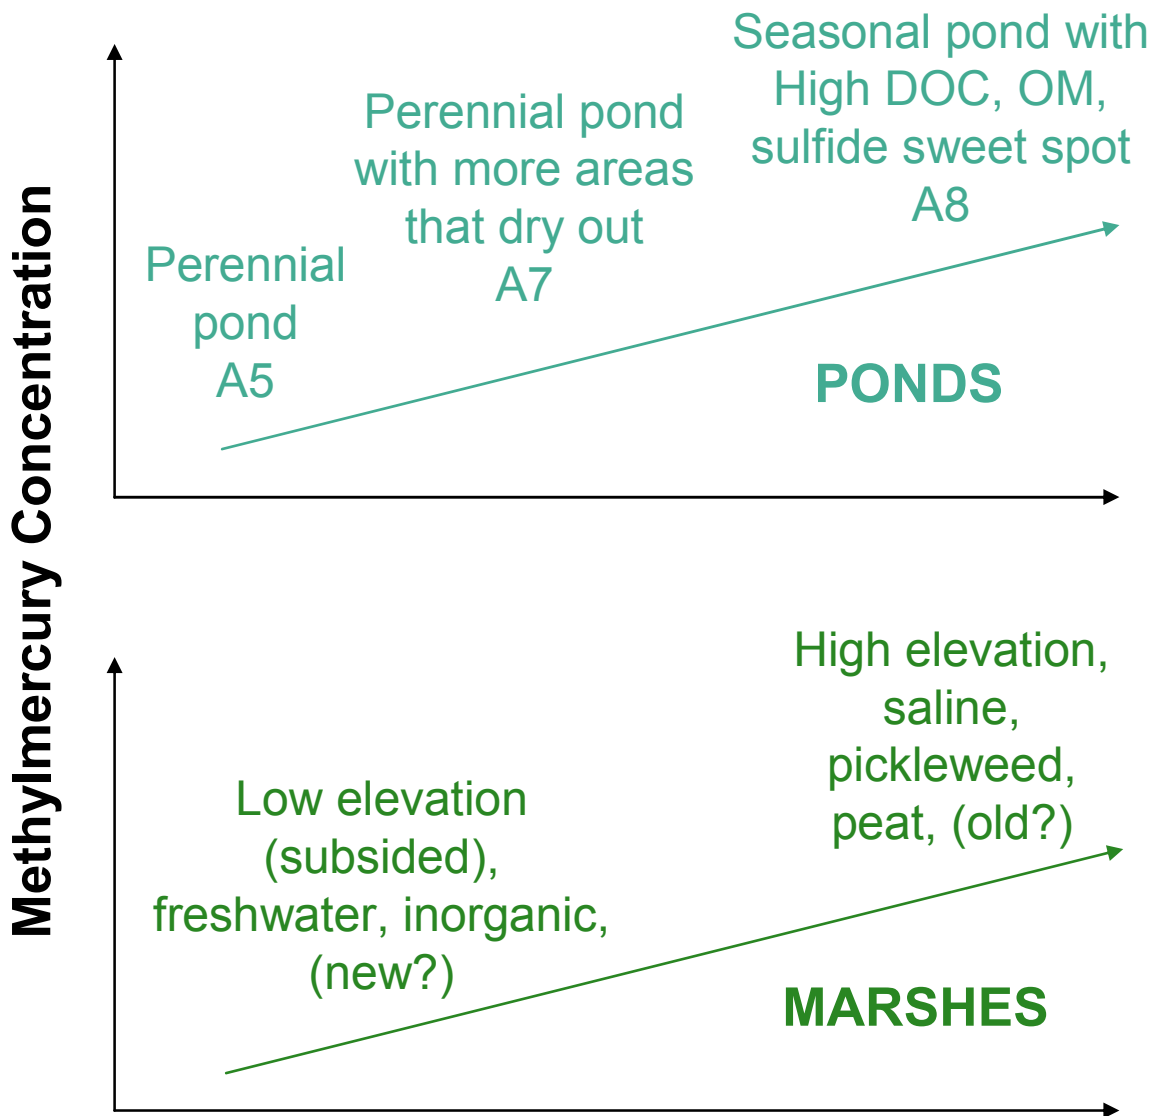 Methylmercury Concentration
Perennial
pond
A5
Perennial pond
with more areas
that dry out
A7
Seasonal pond with
High DOC, OM,
sulfide sweet spot
A8
PONDS
Low elevation
(subsided),
freshwater, inorganic,
(new?)
High elevation,
saline,
pickleweed,
peat, (old?)
MARSHES